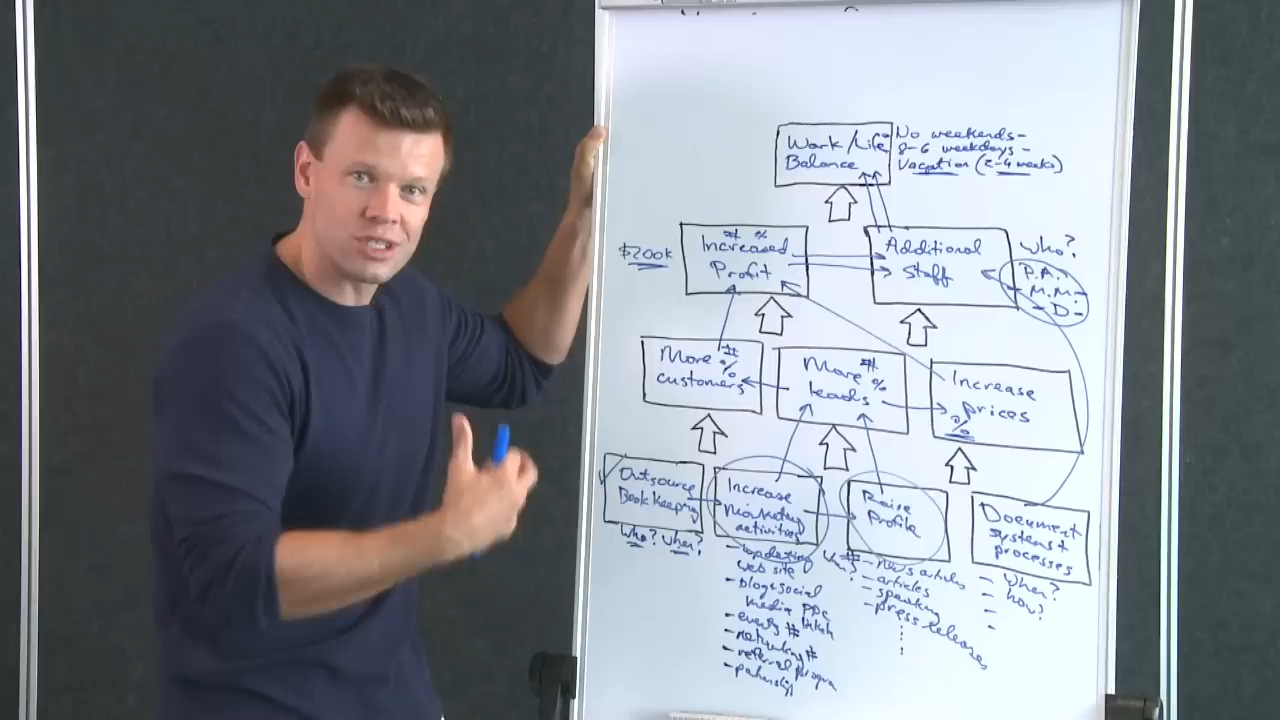 Work/Life
Balance
No weekends-
8-6 weekdays -
Vacation (2-4 weeks)
$200k
# %
Increased
Profit
Additional
Staff
Who?
P.A.
- M.M.-
- D -
More #
%
customers
More #
%
leads
Increase
prices
%
Outsource
Book Keeping
Who? When?
Increase
Marketing
activities
- updating
web site
- blog + social
media PPC
- events #
- networking #
- referral program
- partnership
Raise
Profile
#
- news articles
- articles
- speaking
- press releases
Document
systems +
processes
- when?
- how?
-
-